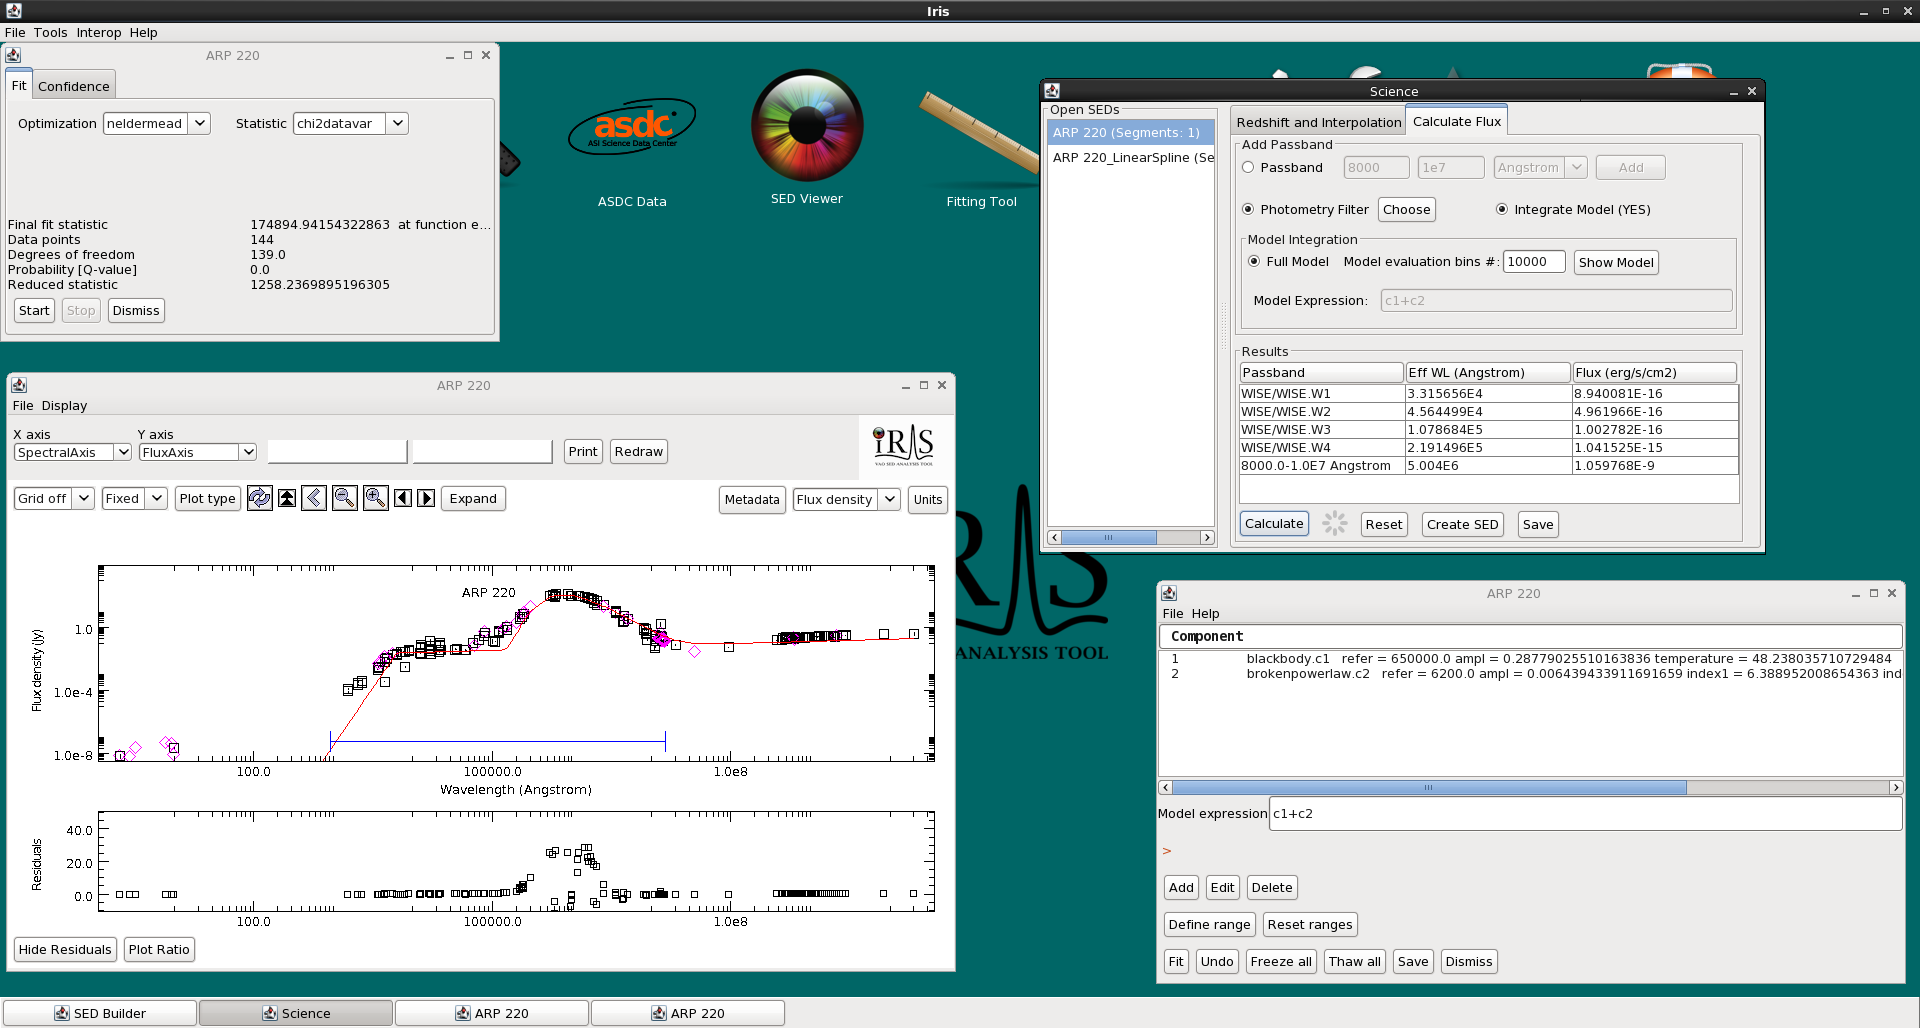 Iris
File Tools Interop Help
ARP 220
Fit Confidence
Optimization neldermead Statistic chi2datavar
Final fit statistic 174894.94154322863 at function e...
Data points 144
Degrees of freedom 139.0
Probability [Q-value] 0.0
Reduced statistic 1258.2369895196305
Start Stop Dismiss
asdc
ASI Science Data Center
ASDC Data
SED Viewer
Fitting Tool
Science
Open SEDs
ARP 220 (Segments: 1)
ARP 220_LinearSpline (Se
Redshift and Interpolation Calculate Flux
Add Passband
Passband 8000 1e7 Angstrom Add
Photometry Filter Choose Integrate Model (YES)
Model Integration
Full Model Model evaluation bins #: 10000 Show Model
Model Expression: c1+c2
Results
Passband Eff WL (Angstrom) Flux (erg/s/cm2)
WISE/WISE.W1 3.315656E4 8.940081E-16
WISE/WISE.W2 4.564499E4 4.961966E-16
WISE/WISE.W3 1.078684E5 1.002782E-16
WISE/WISE.W4 2.191496E5 1.041525E-15
8000.0-1.0E7 Angstrom 5.004E6 1.059768E-9
Calculate Reset Create SED Save
ARP 220
File Display
X axis Y axis
SpectralAxis FluxAxis Print Redraw
iRIS
VAO SED ANALYSIS TOOL
Grid off Fixed Plot type Expand Metadata Flux density Units
ARP 220
Flux density (Jy)
1.0
1.0e-4
1.0e-8
100.0 100000.0 1.0e8
Wavelength (Angstrom)
Residuals
40.0
20.0
0.0
100.0 100000.0 1.0e8
Hide Residuals Plot Ratio
RIS
ANALYSIS TOOL
ARP 220
File Help
Component
1 blackbody.c1 refer = 650000.0 ampl = 0.28779025510163836 temperature = 48.238035710729484
2 brokenpowerlaw.c2 refer = 6200.0 ampl = 0.006439433911691659 index1 = 6.388952008654363 ind
Model expression c1+c2
>
Add Edit Delete
Define range Reset ranges
Fit Undo Freeze all Thaw all Save Dismiss
SED Builder Science ARP 220 ARP 220